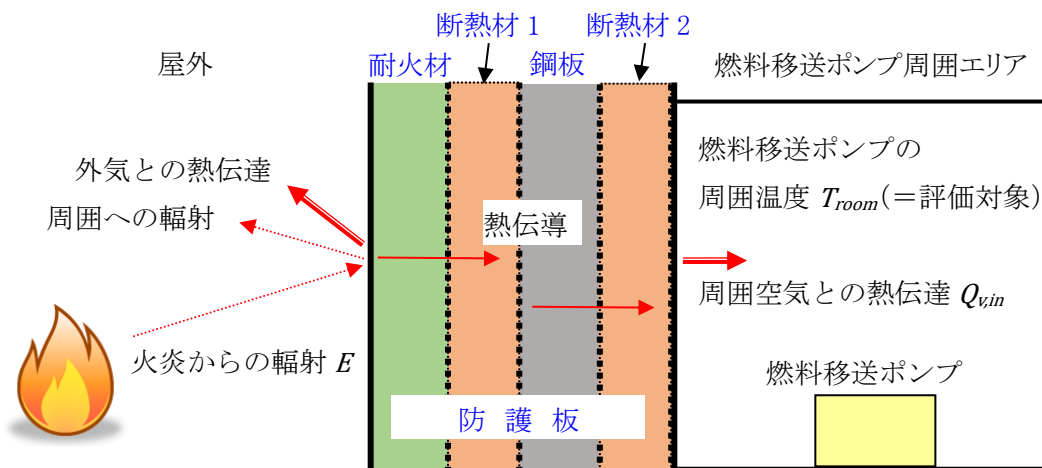 断熱材 1
断熱材 2
屋外
耐火材
鋼板
燃料移送ポンプ周囲エリア
外気との熱伝達
周囲への輻射
熱伝導
燃料移送ポンプの
周囲温度 Troom(＝評価対象)
周囲空気との熱伝達 Qv,in
火炎からの輻射 E
燃料移送ポンプ
防 護 板